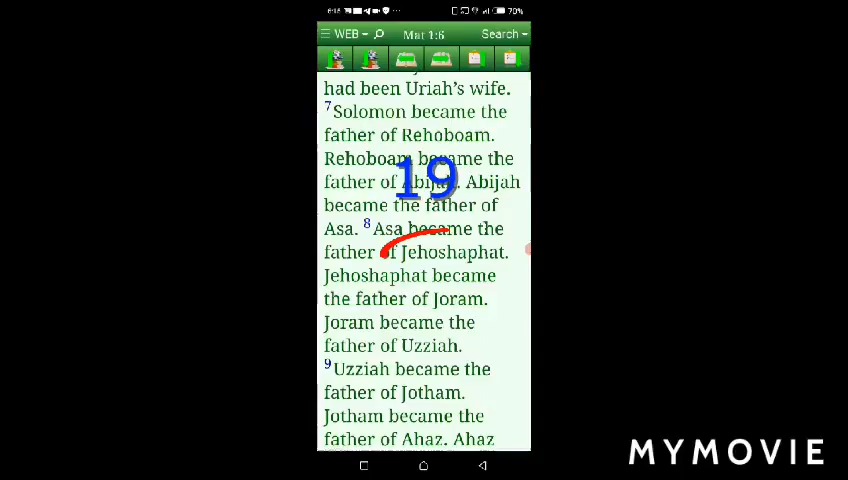 6:15 70%
WEB Mat 1:6 Search
had been Uriah's wife.
7 Solomon became the
father of Rehoboam.
Rehoboam became the
19
father of Abijah. Abijah
became the father of
Asa. 8 Asa became the
father of Jehoshaphat.
Jehoshaphat became
the father of Joram.
Joram became the
father of Uzziah.
9 Uzziah became the
father of Jotham.
Jotham became the
father of Ahaz. Ahaz
MYMOVIE